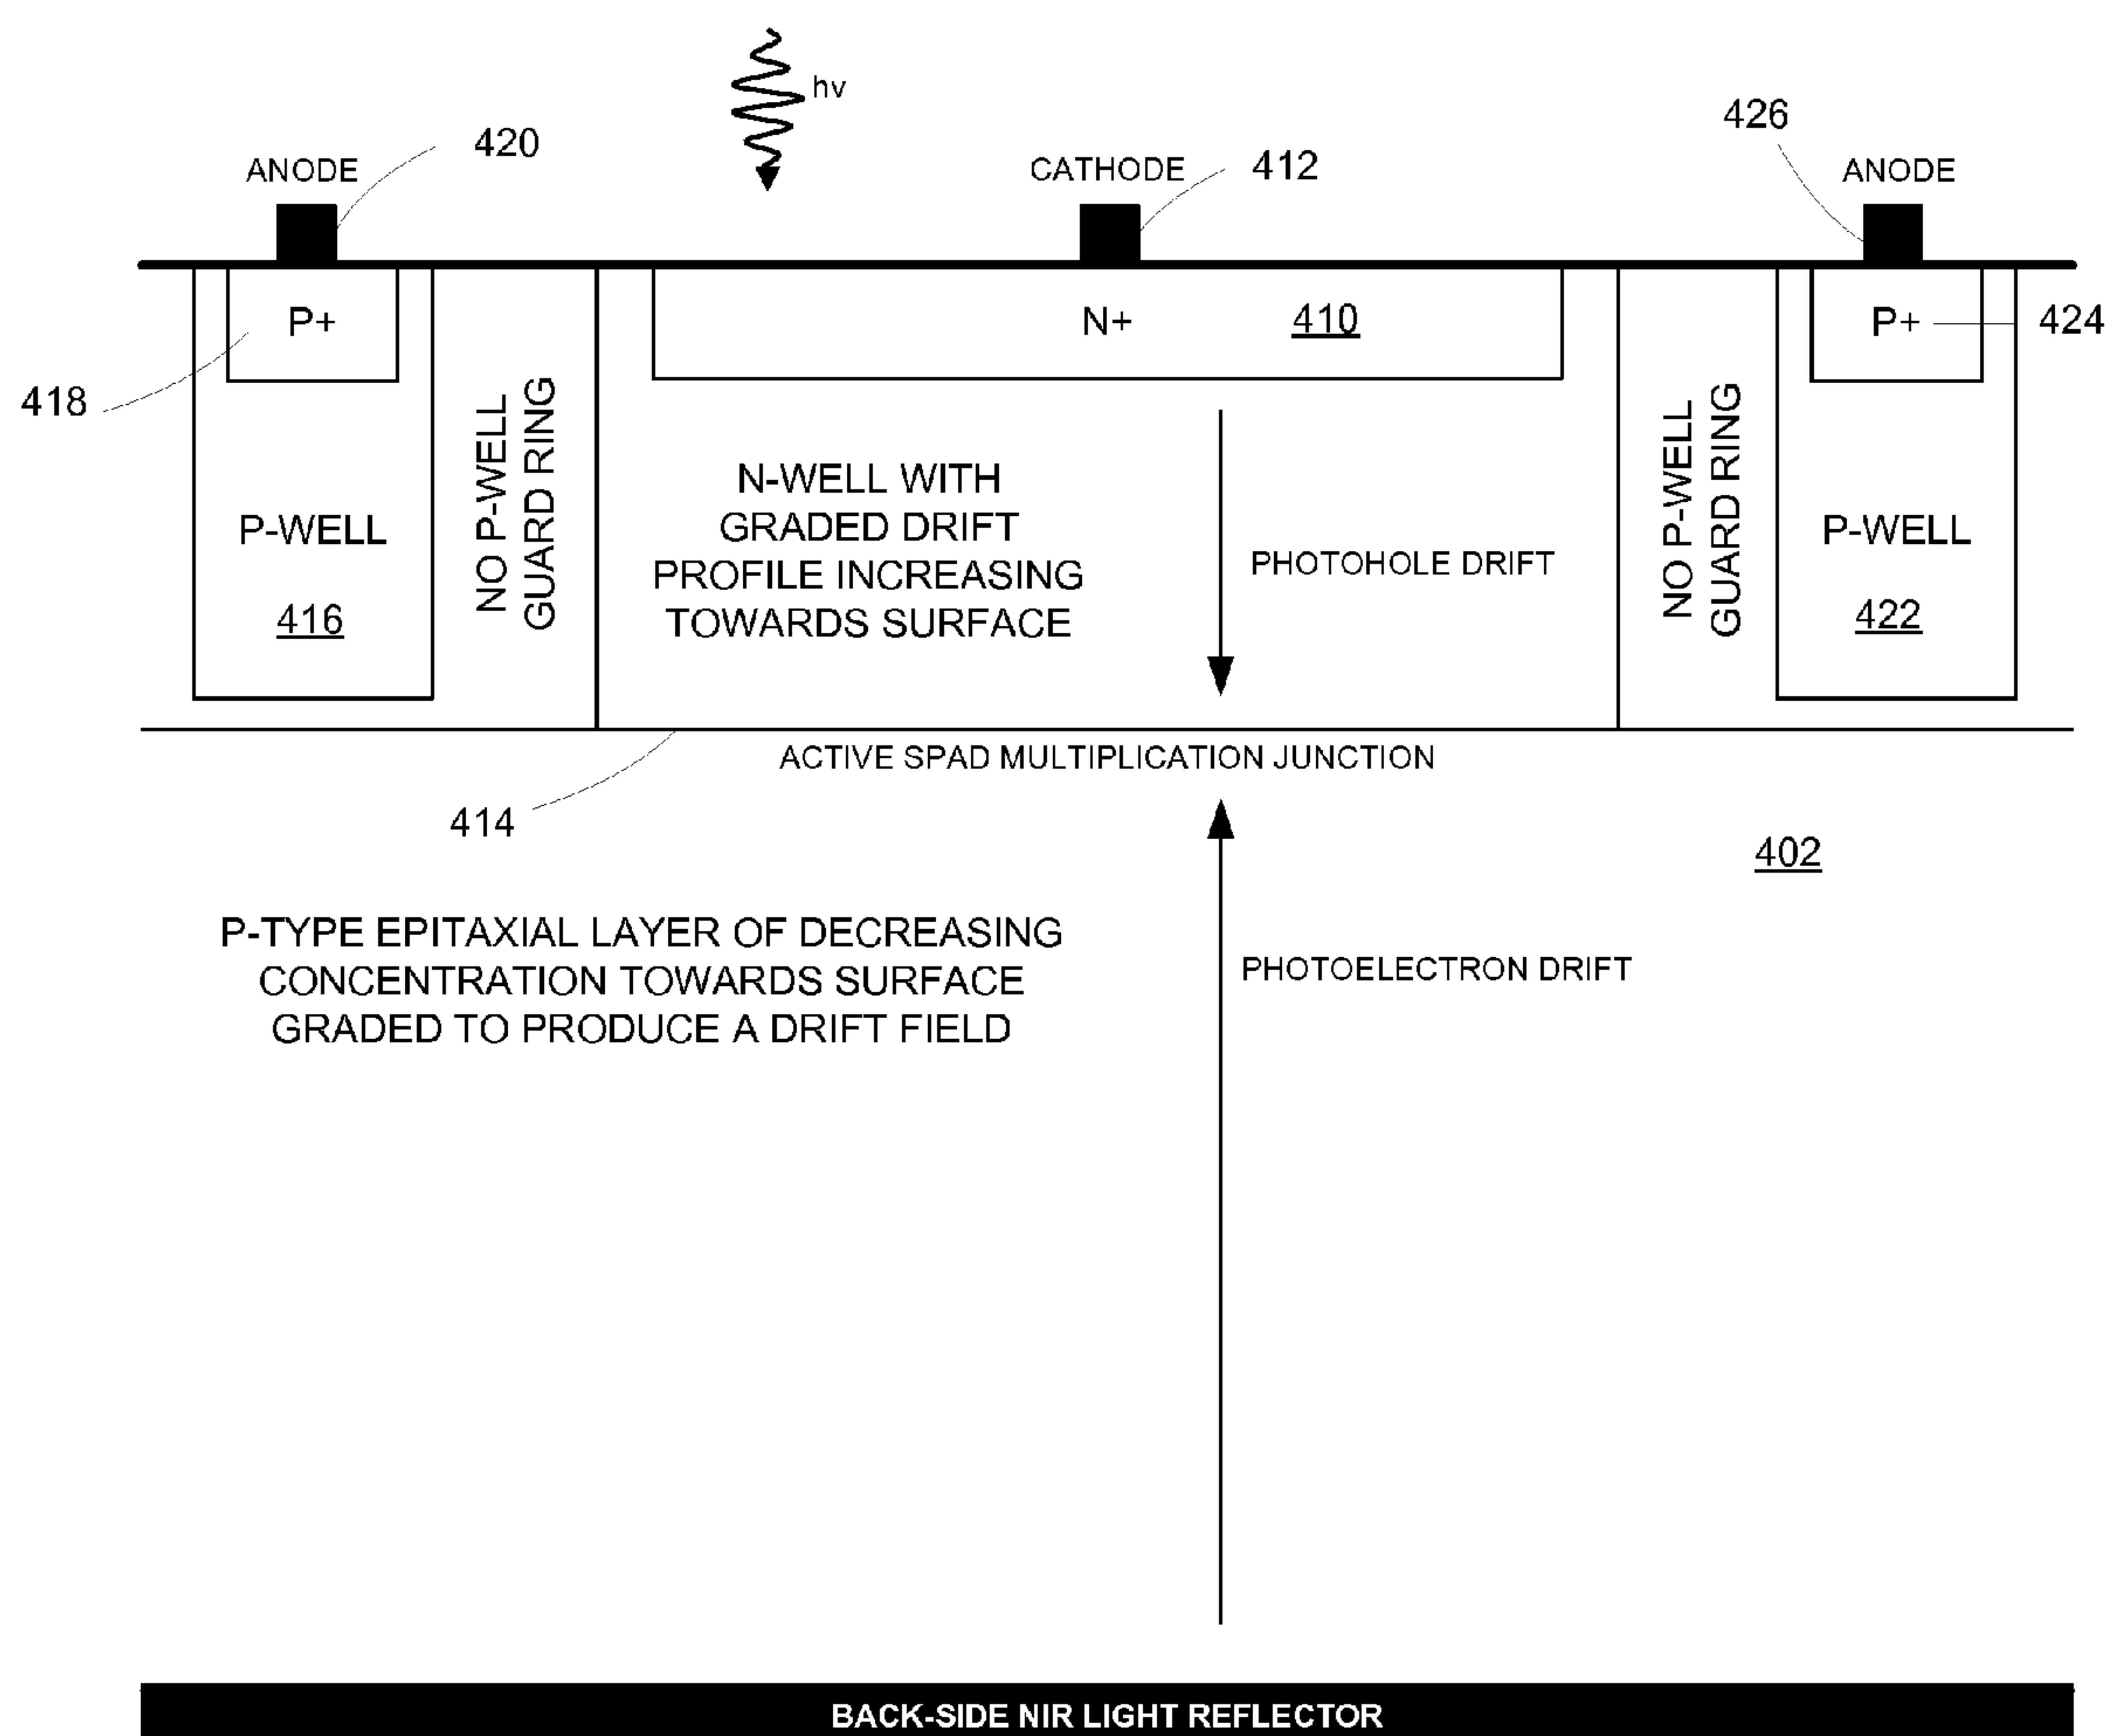 hv
420
426
ANODE
CATHODE
412
ANODE
P+
N+
410
P+
424
418
NO P-WELL
GUARD RING
N-WELL WITH
GRADED DRIFT
PROFILE INCREASING
TOWARDS SURFACE
PHOTOHOLE DRIFT
NO P-WELL
GUARD RING
P-WELL
416
P-WELL
422
ACTIVE SPAD MULTIPLICATION JUNCTION
414
402
P-TYPE EPITAXIAL LAYER OF DECREASING
CONCENTRATION TOWARDS SURFACE
GRADED TO PRODUCE A DRIFT FIELD
PHOTOELECTRON DRIFT
BACK-SIDE NIR LIGHT REFLECTOR